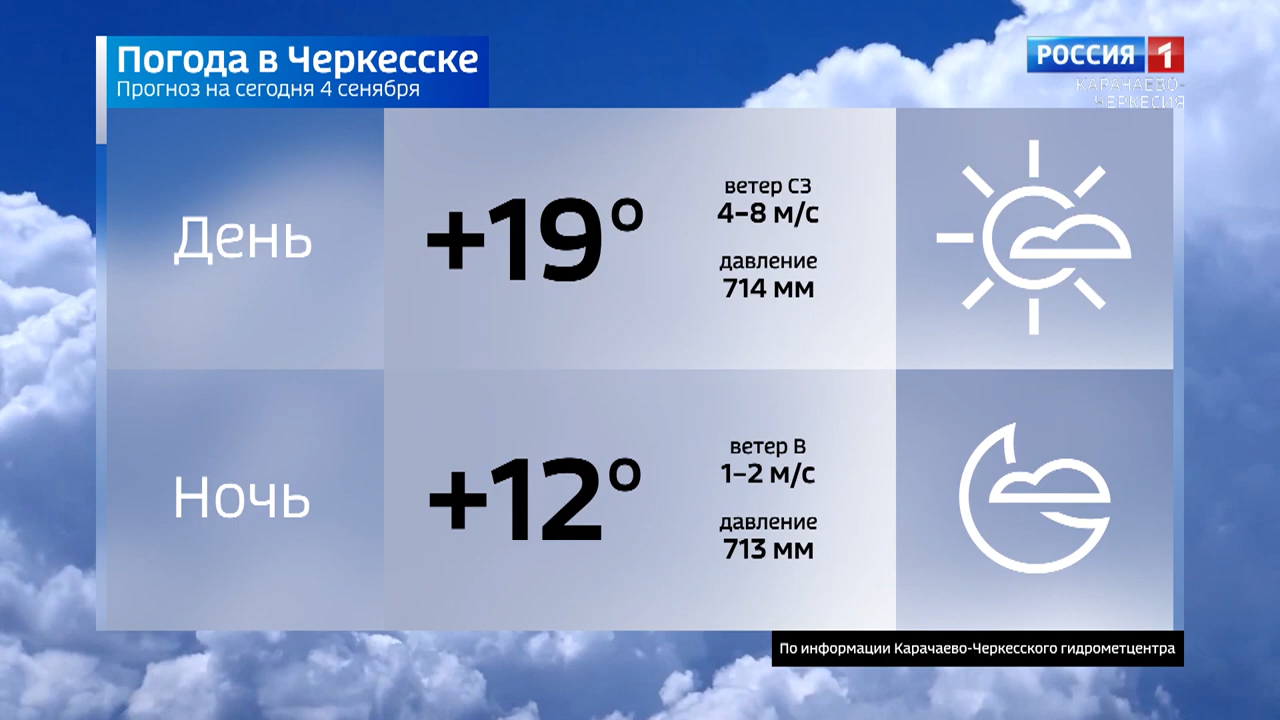 Погода в Черкесске
Прогноз на сегодня 4 сенября
РОССИЯ 1
КАРАЧАЕВО-
ЧЕРКЕСИЯ
День
+19°
ветер СЗ
4-8 м/с
давление
714 мм
Ночь
+12°
ветер В
1-2 м/с
давление
713 мм
По информации Карачаево-Черкесского гидрометцентра